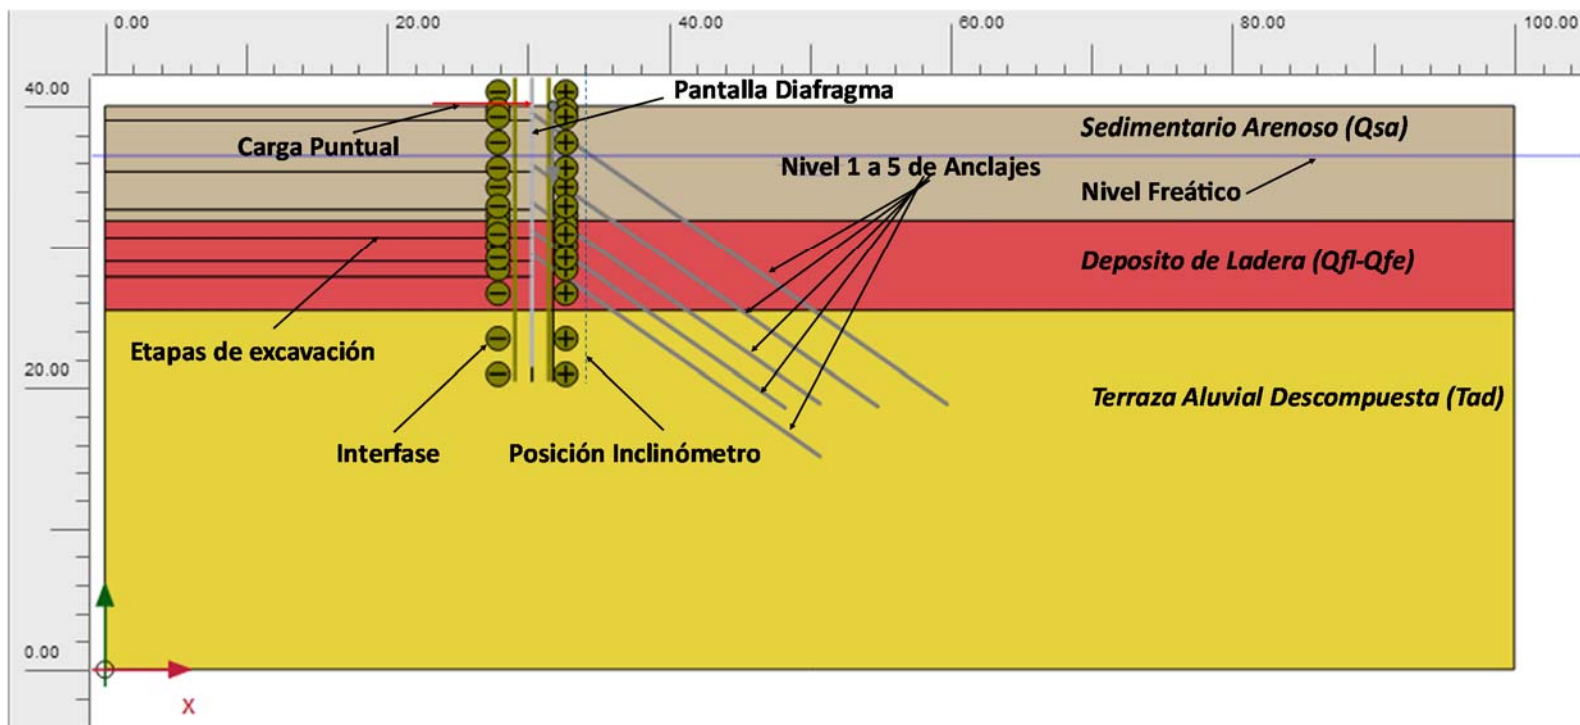 0.00 20.00 40.00 60.00 80.00 100.00
40.00
Pantalla Diafragma
Sedimentario Arenoso (Qsa)
Carga Puntual
Nivel 1 a 5 de Anclajes
Nivel Freático
Deposito de Ladera (Qfl-Qfe)
Etapas de excavación
20.00
Terraza Aluvial Descompuesta (Tad)
Interfase
Posición Inclinómetro
0.00
X